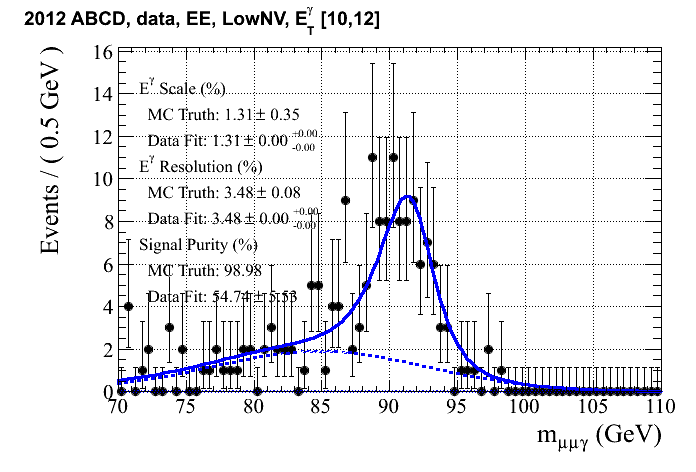 2012 ABCD, data, EE, LowNV, E_T^γ [10,12]
Events / ( 0.5 GeV )
16
14
12
10
8
6
4
2
0
E^γ Scale (%)
MC Truth: 1.31± 0.35
Data Fit: 1.31± 0.00 +0.00 -0.00
E^γ Resolution (%)
MC Truth: 3.48± 0.08
Data Fit: 3.48± 0.00 +0.00 -0.00
Signal Purity (%)
MC Truth: 98.98
Data Fit: 54.74± 5.53
70 75 80 85 90 95 100 105 110
m_μμγ (GeV)